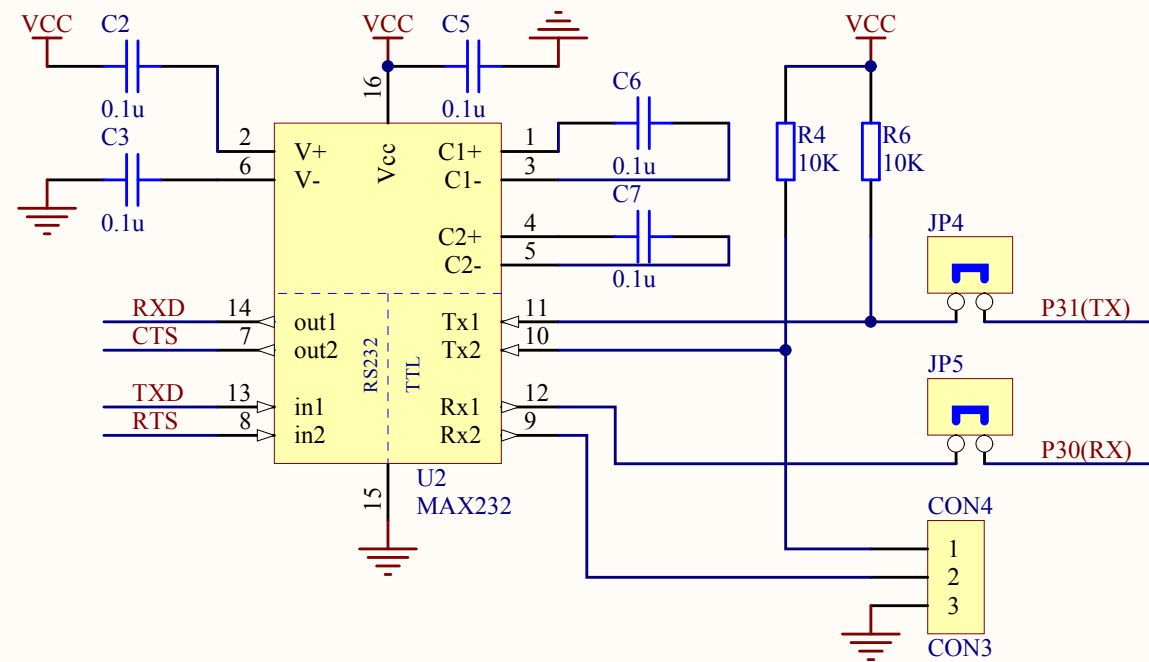 VCC C2 VCC C5 VCC
0.1u 16 0.1u
C6
C3 2 V+ Vcc C1+ 1 R4 R6
6 V- C1- 3 0.1u 10K 10K
0.1u C7
4 C2+ JP4
5 C2- 0.1u
RXD 14 out1 Tx1 11 P31(TX)
CTS 7 out2 Tx2 10
RS232 TTL JP5
TXD 13 in1 Rx1 12
RTS 8 in2 Rx2 9 P30(RX)
15 U2
MAX232 CON4
1
2
3
CON3